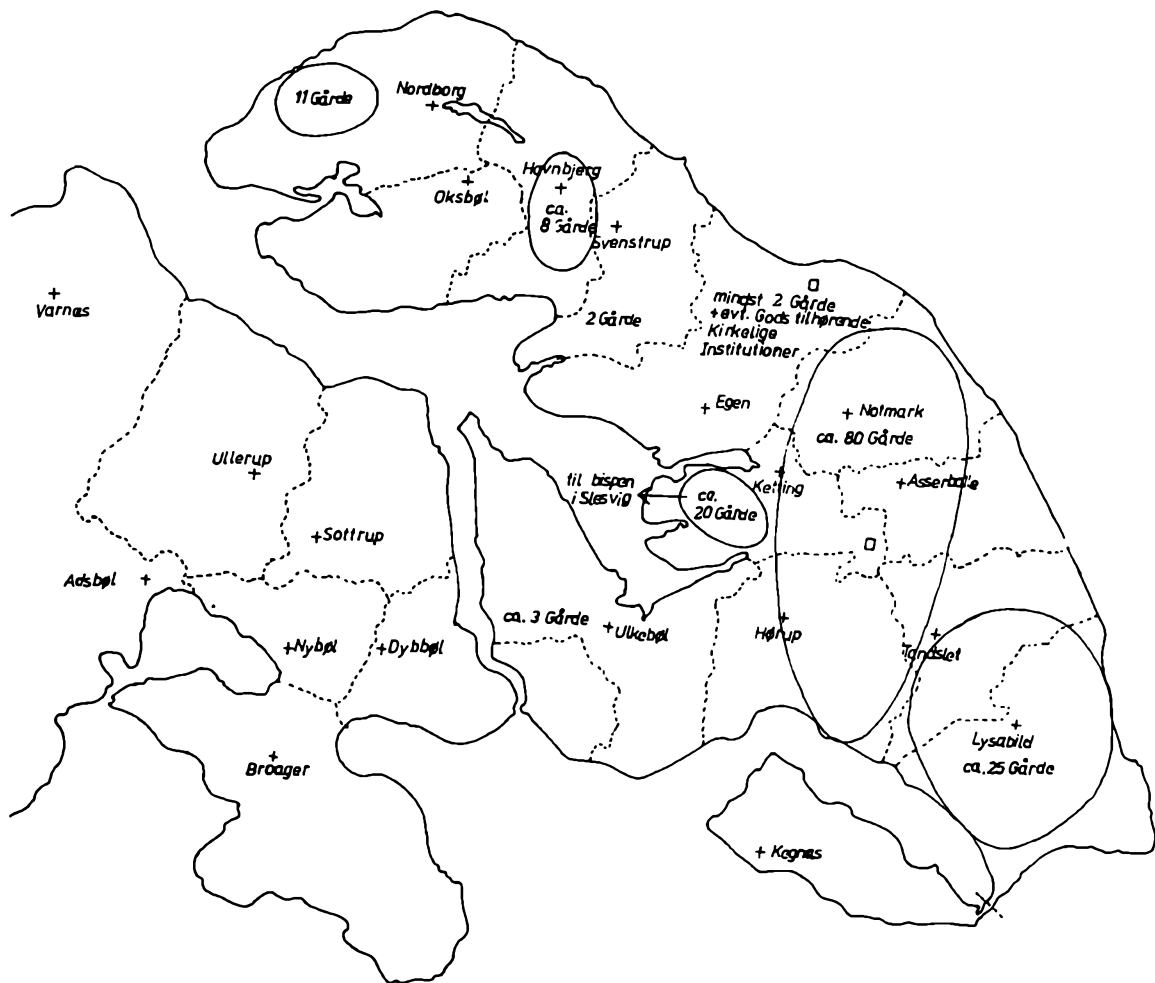 11 Gårde
Nordborg
Havnbjerg
Oksbøl
ca.
8 Gårde
Svenstrup
Varnæs
mindst 2 Gårde
+evt. Gods tilhørende
Kirkelige
Institutioner
2 Gårde
Egen
Notmark
ca. 80 Gårde
Ullerup
til bispen
i Slesvig
ca.
20 Gårde
Ketting
Asserballe
Sottrup
Adsbøl
ca. 3 Gårde
Ulkebøl
Hørup
Tandslet
Nybøl
Dybbøl
Broager
Lysabild
ca. 25 Gårde
Kegnæs